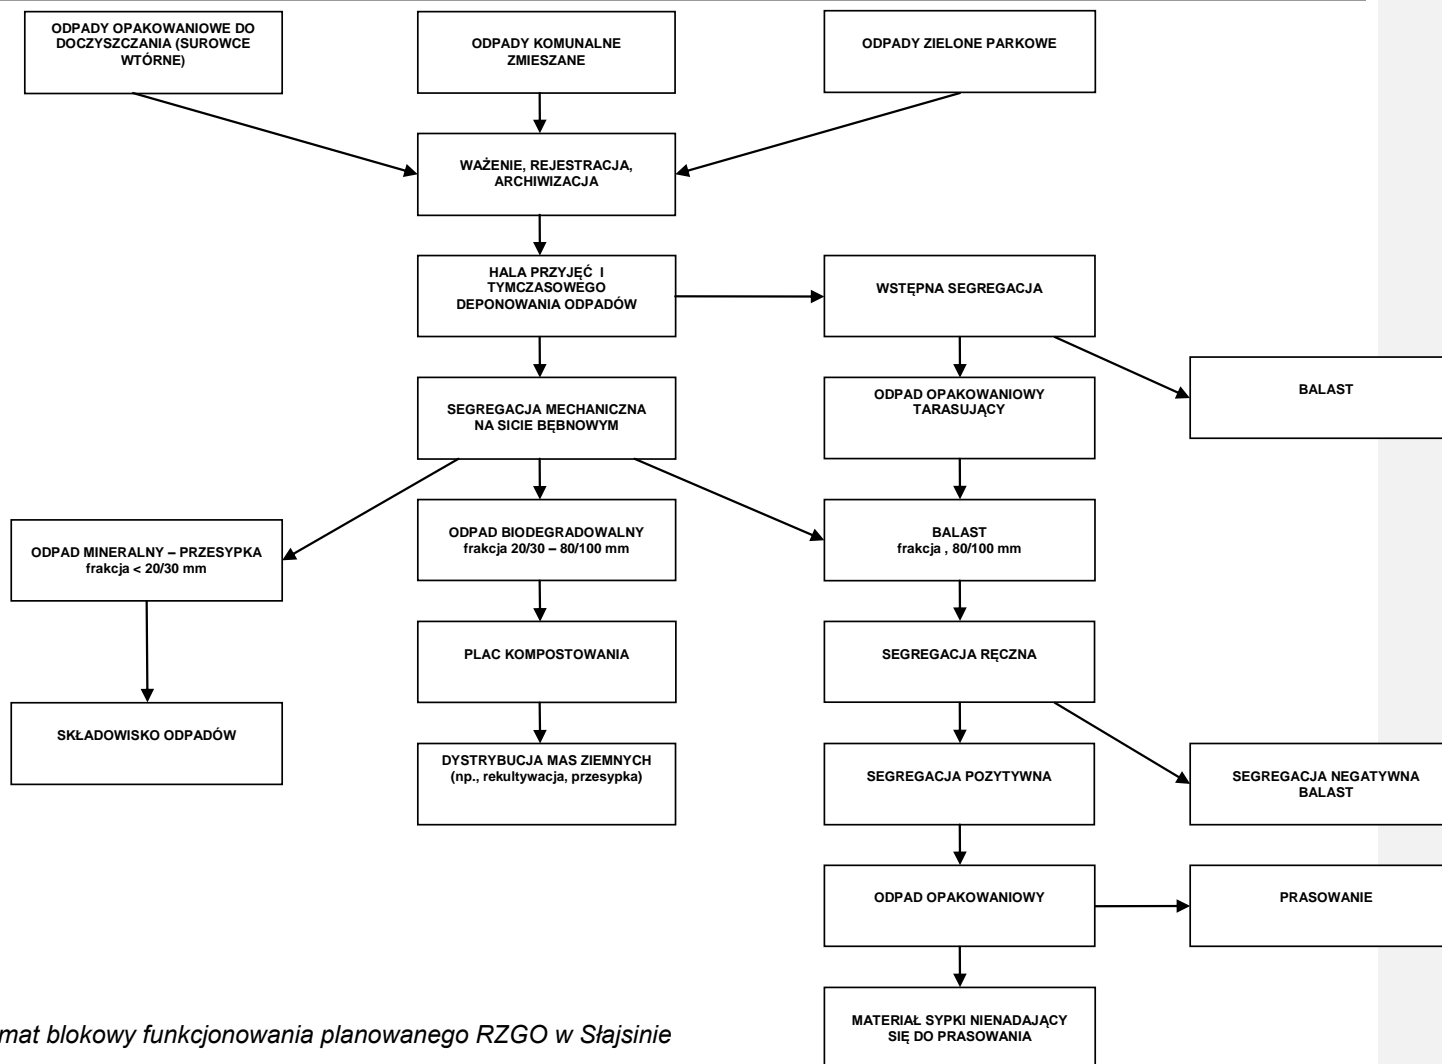 ODPADY OPAKOWANIOWE DO
DOCZYSZCZANIA (SUROWCE
WTÓRNE)
ODPADY KOMUNALNE
ZMIESZANE
ODPADY ZIELONE PARKOWE
WAŻENIE, REJESTRACJA,
ARCHIWIZACJA
HALA PRZYJĘĆ I
TYMCZASOWEGO
DEPONOWANIA ODPADÓW
WSTĘPNA SEGREGACJA
SEGREGACJA MECHANICZNA
NA SICIE BĘBNOWYM
ODPAD OPAKOWANIOWY
TARASUJĄCY
BALAST
ODPAD MINERALNY – PRZESYPKA
frakcja < 20/30 mm
ODPAD BIODEGRADOWALNY
frakcja 20/30 – 80/100 mm
BALAST
frakcja , 80/100 mm
PLAC KOMPOSTOWANIA
SEGREGACJA RĘCZNA
SKŁADOWISKO ODPADÓW
DYSTRYBUCJA MAS ZIEMNYCH
(np., rekultywacja, przesypka)
SEGREGACJA POZYTYWNA
SEGREGACJA NEGATYWNA
BALAST
ODPAD OPAKOWANIOWY
PRASOWANIE
MATERIAŁ SYPKI NIENADAJĄCY
SIĘ DO PRASOWANIA
mat blokowy funkcjonowania planowanego RZGO w Słajsinie